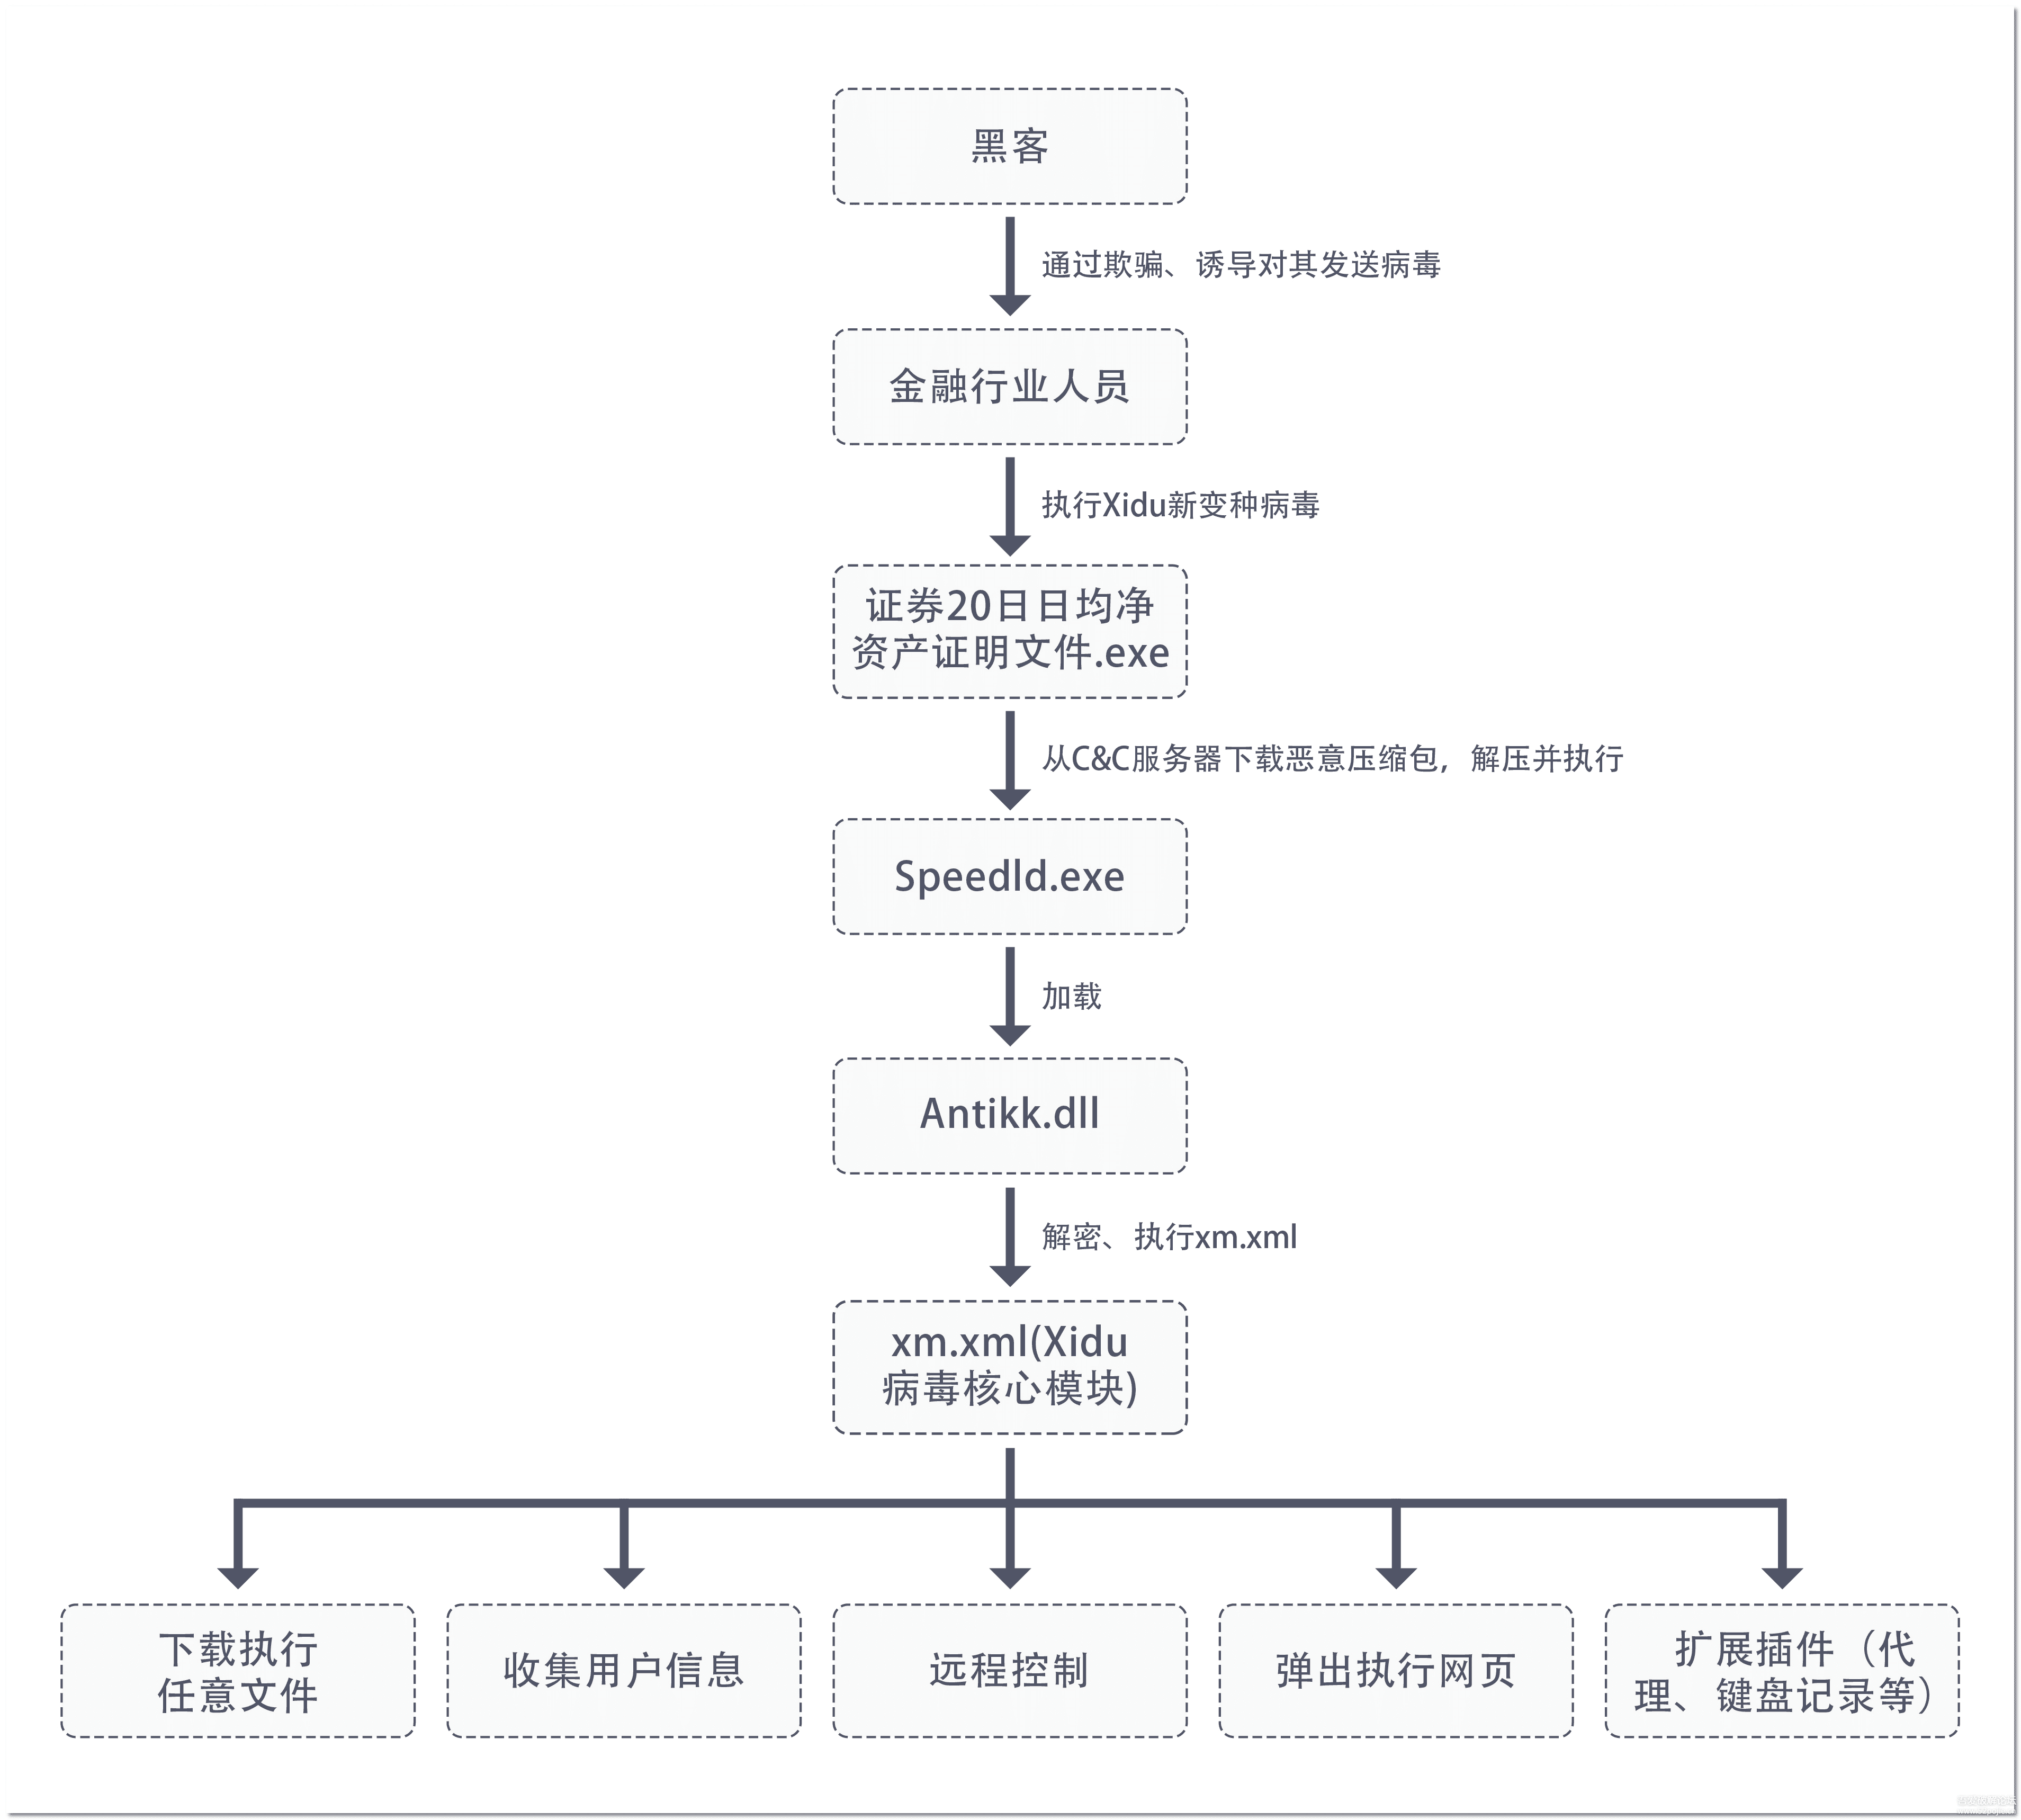 黑客
通过欺骗、诱导对其发送病毒
金融行业人员
执行Xidu新变种病毒
证券20日日均净
资产证明文件.exe
从C&C服务器下载恶意压缩包，解压并执行
Speedld.exe
加载
Antikk.dll
解密、执行xm.xml
xm.xml(Xidu
病毒核心模块)
下载执行
任意文件
收集用户信息
远程控制
弹出执行网页
扩展插件（代
理、键盘记录等）